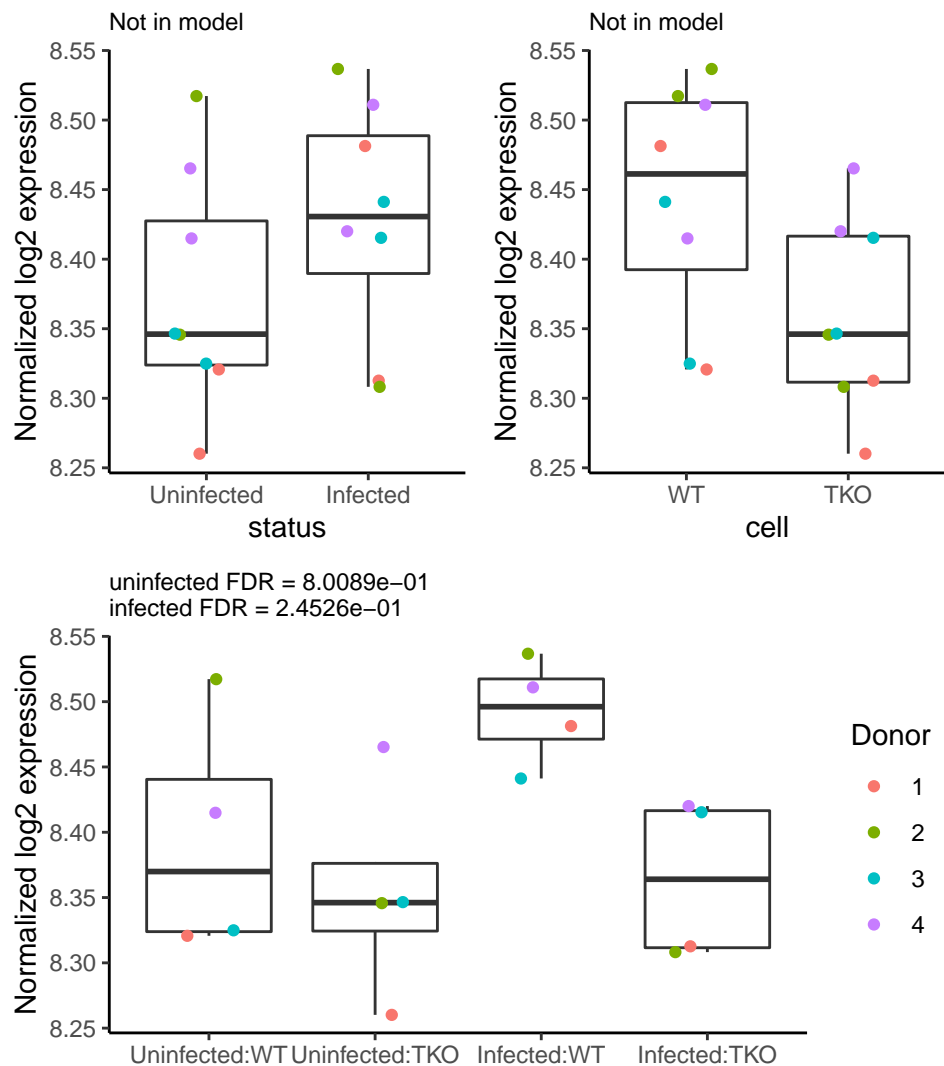 Not in model
Normalized log2 expression
8.55
8.50
8.45
8.40
8.35
8.30
8.25
Uninfected Infected
status
Not in model
Normalized log2 expression
8.55
8.50
8.45
8.40
8.35
8.30
8.25
WT TKO
cell
uninfected FDR = 8.0089e−01
infected FDR = 2.4526e−01
Normalized log2 expression
8.55
8.50
8.45
8.40
8.35
8.30
8.25
Uninfected:WT Uninfected:TKO Infected:WT Infected:TKO
Donor
1
2
3
4